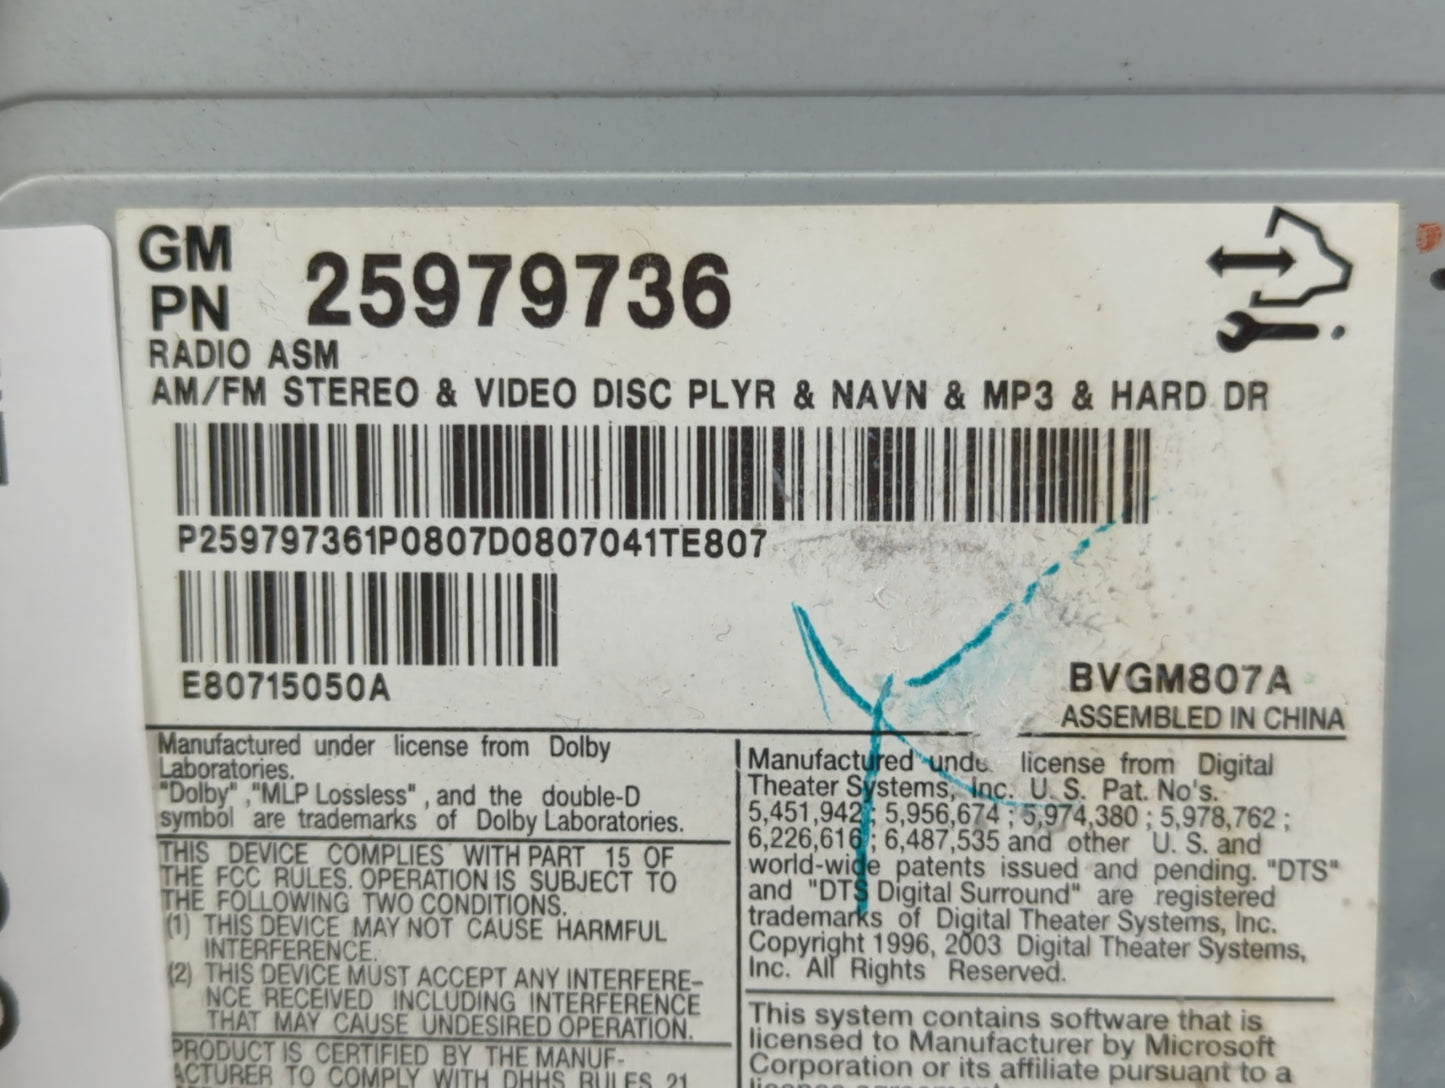 GM
PN 25979736
RADIO ASM
AM/FM STEREO & VIDEO DISC PLYR & NAVN & MP3 & HARD DR
P259797361P0807D0807041TE807
E80715050A
BVGM807A
ASSEMBLED IN CHINA
Manufactured under license from Dolby
Laboratories.
"Dolby" ,"MLP Lossless" , and the double-D
symbol are trademarks of Dolby Laboratories.
THIS DEVICE COMPLIES WITH PART 15 OF
THE FCC RULES. OPERATION IS SUBJECT TO
THE FOLLOWING TWO CONDITIONS.
(1) THIS DEVICE MAY NOT CAUSE HARMFUL
INTERFERENCE.
(2) THIS DEVICE MUST ACCEPT ANY INTERFERE-
NCE RECEIVED INCLUDING INTERFERENCE
THAT MAY CAUSE UNDESIRED OPERATION.
PRODUCT IS CERTIFIED BY THE MANUF-
ACTURER TO COMPLY WITH DHHS RULES 21
Manufactured under license from Digital
Theater Systems, Inc. U. S. Pat. No's.
5,451,942 ; 5,956,674 ; 5,974,380 ; 5,978,762 ;
6,226,616 ; 6,487,535 and other U. S. and
world-wide patents issued and pending. "DTS"
and "DTS Digital Surround" are registered
trademarks of Digital Theater Systems, Inc.
Copyright 1996, 2003 Digital Theater Systems,
Inc. All Rights Reserved.
This system contains software that is
licensed to Manufacturer by Microsoft
Corporation or its affiliate pursuant to a
license agreement